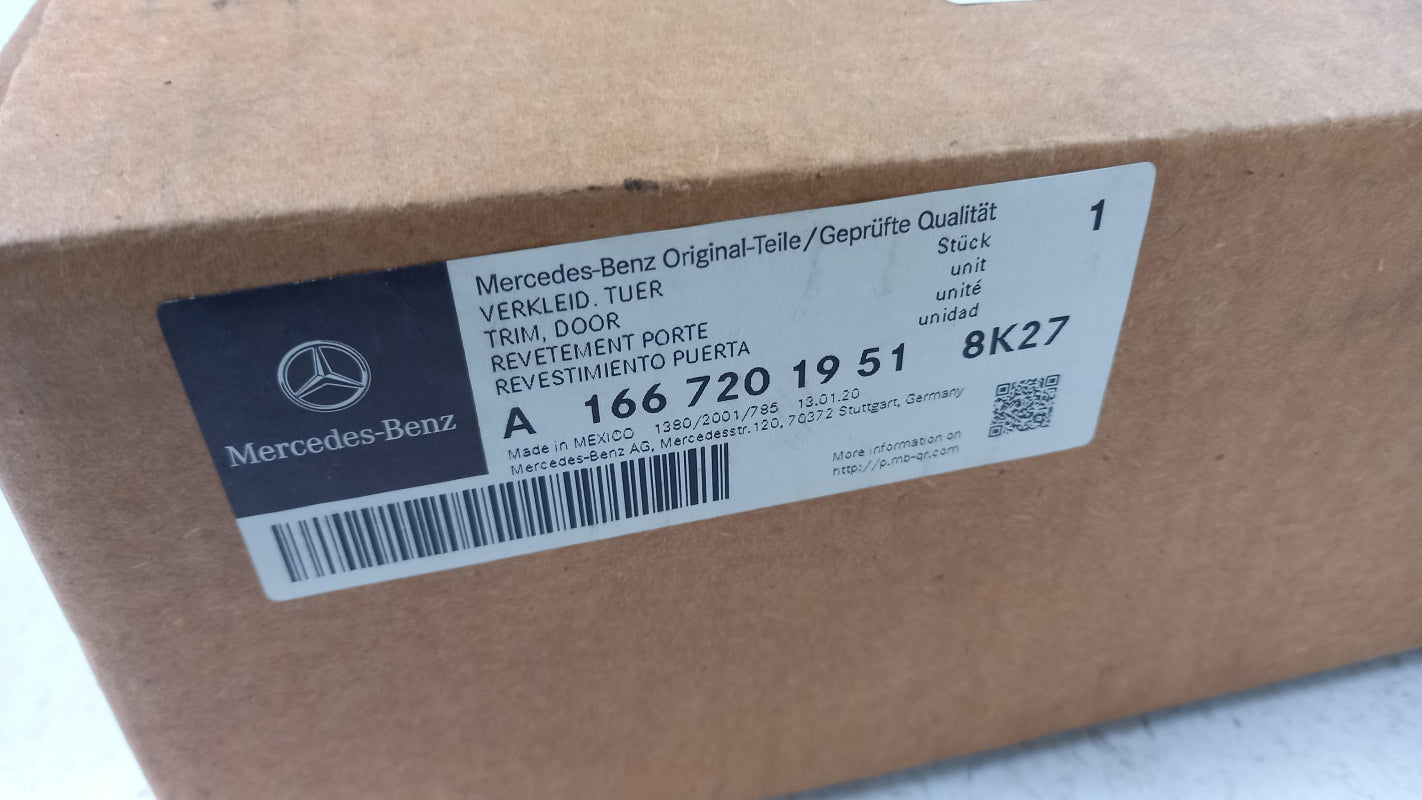 Mercedes-Benz
Mercedes-Benz Original-Teile/Geprüfte Qualität
1
VERKLEID. TUER
Stück
TRIM, DOOR
unit
REVETEMENT PORTE
unité
REVESTIMIENTO PUERTA
unidad
A 166 720 19 51 8K27
Made in MEXICO 1380/2001/785 13.01.20
Mercedes-Benz AG, Mercedesstr.120, 70372 Stuttgart, Germany
More information on
http://p.mb-qr.com